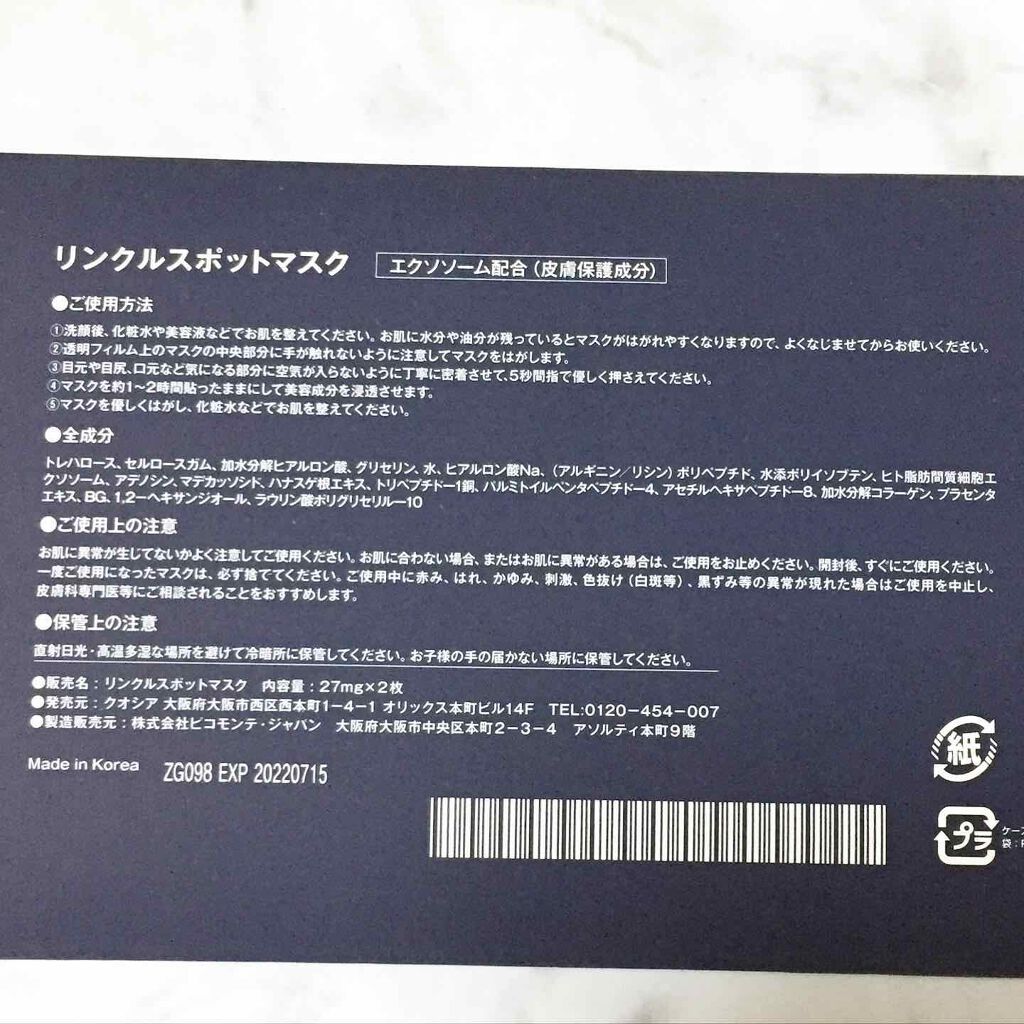 リンクルスポットマスク エクソソーム配合（皮膚保護成分）
●ご使用方法
①洗顔後、化粧水や美容液などでお肌を整えてください。お肌に水分や油分が残っているとマスクがはがれやすくなりますので、よくなじませてからお使いください。
②透明フィルム上のマスクの中央部分に手が触れないように注意してマスクをはがします。
③目元や目尻、口元など気になる部分に空気が入らないように丁寧に密着させて、5秒間指で優しく押さえてください。
④マスクを約1～2時間貼ったままにして美容成分を浸透させます。
⑤マスクを優しくはがし、化粧水などでお肌を整えてください。
●全成分
トレハロース、セルロースガム、加水分解ヒアルロン酸、グリセリン、水、ヒアルロン酸Na、（アルギニン／リシン）ポリペプチド、水添ポリイソブテン、ヒト脂肪間質細胞エ
クソソーム、アデノシン、マデカッソシド、ハナスゲ根エキス、トリペプチドー1銅、パルミトイルペンタペプチドー4、アセチルヘキサペプチドー8、加水分解コラーゲン、プラセンタ
エキス、BG、1,2ーヘキサンジオール、ラウリン酸ポリグリセリルー10
●ご使用上の注意
お肌に異常が生じてないかよく注意してご使用ください。お肌に合わない場合、またはお肌に異常がある場合は、ご使用をお止めください。開封後、すぐにご使用ください。
一度ご使用になったマスクは、必ず捨ててください。ご使用中に赤み、はれ、かゆみ、刺激、色抜け（白斑等）、黒ずみ等の異常が現れた場合はご使用を中止し、
皮膚科専門医等にご相談されることをおすすめします。
●保管上の注意
直射日光・高温多湿な場所を避けて冷暗所に保管してください。お子様の手の届かない場所に保管してください。
●販売名：リンクルスポットマスク 内容量：27mg×2枚
●発売元：クオシア 大阪府大阪市西区西本町1－4－1 オリックス本町ビル14F TEL:0120-454-007
●製造販売元：株式会社ピコモンテ・ジャパン 大阪府大阪市中央区本町2－3－4 アソルティ本町9階
Made in Korea ZG098 EXP 20220715
紙
プラ
ケース
袋：P